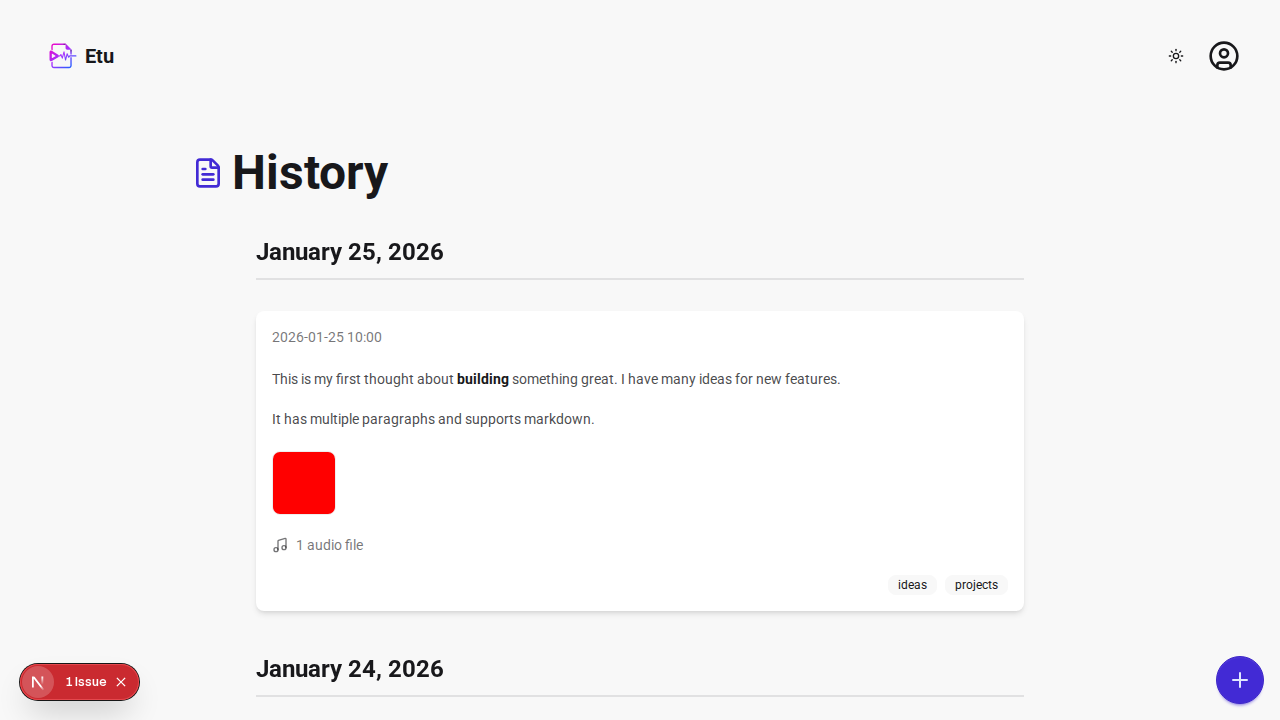 Etu
History
January 25, 2026
2026-01-25 10:00
This is my first thought about building something great. I have many ideas for new features.
It has multiple paragraphs and supports markdown.
1 audio file
ideas projects
January 24, 2026
N 1 Issue